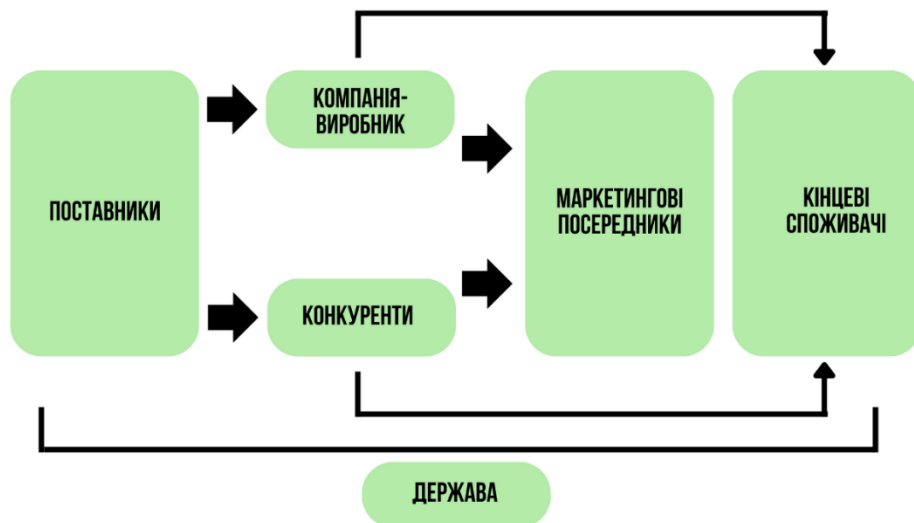 КОМПАНІЯ-
ВИРОБНИК
ПОСТАВНИКИ
МАРКЕТИНГОВІ
ПОСЕРЕДНИКИ
КІНЦЕВІ
СПОЖИВАЧІ
КОНКУРЕНТИ
ДЕРЖАВА